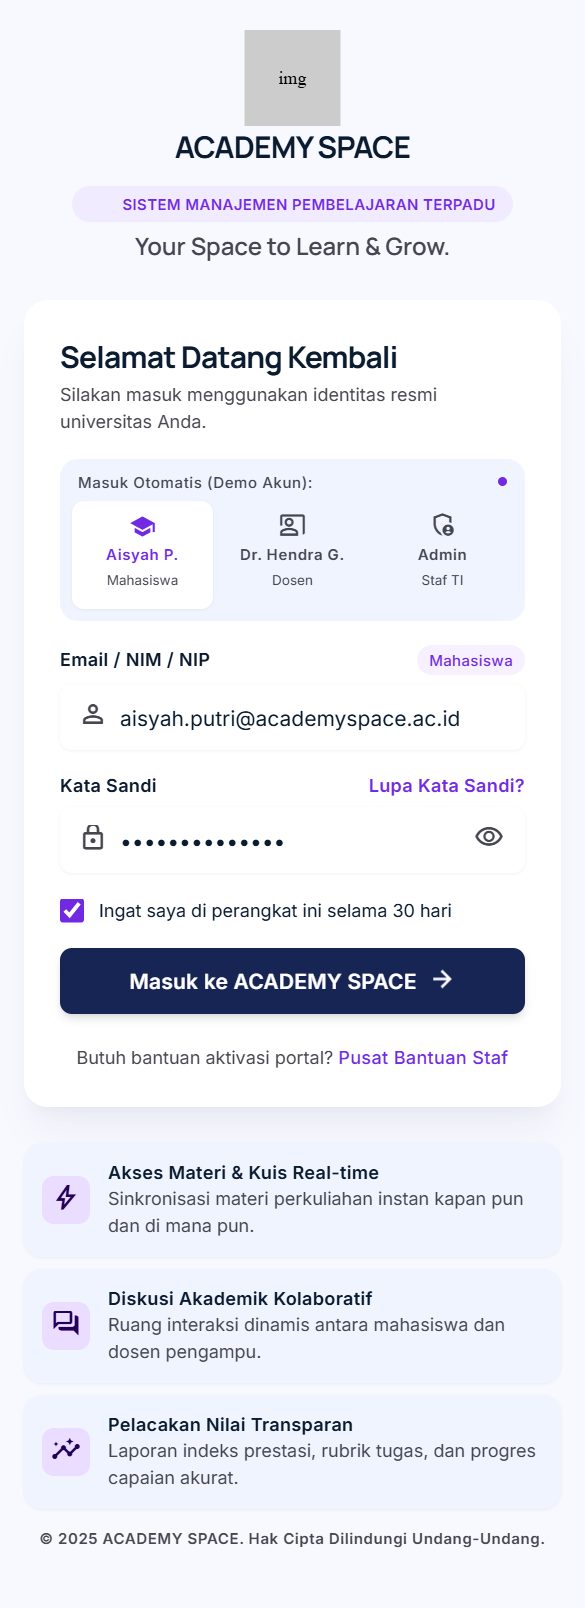 img
ACADEMY SPACE
SISTEM MANAJEMEN PEMBELAJARAN TERPADU
Your Space to Learn & Grow.
Selamat Datang Kembali
Silakan masuk menggunakan identitas resmi
universitas Anda.
Masuk Otomatis (Demo Akun):
Aisyah P.
Mahasiswa
Dr. Hendra G.
Dosen
Admin
Staf TI
Email / NIM / NIP
Mahasiswa
aisyah.putri@academyspace.ac.id
Kata Sandi
Lupa Kata Sandi?
••••••••••••••
Ingat saya di perangkat ini selama 30 hari
Masuk ke ACADEMY SPACE
Butuh bantuan aktivasi portal? Pusat Bantuan Staf
Akses Materi & Kuis Real-time
Sinkronisasi materi perkuliahan instan kapan pun
dan di mana pun.
Diskusi Akademik Kolaboratif
Ruang interaksi dinamis antara mahasiswa dan
dosen pengampu.
Pelacakan Nilai Transparan
Laporan indeks prestasi, rubrik tugas, dan progres
capaian akurat.
© 2025 ACADEMY SPACE. Hak Cipta Dilindungi Undang-Undang.